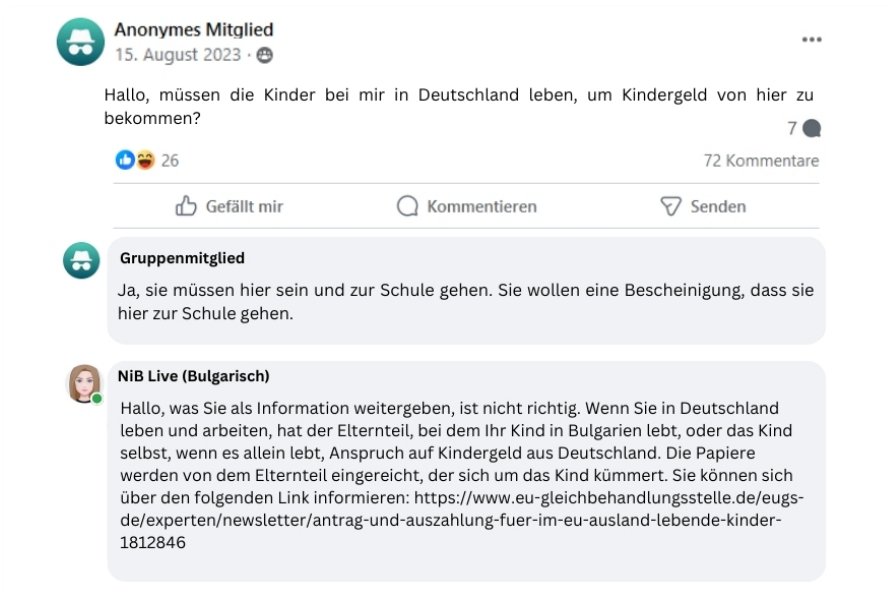 Anonymes Mitglied
15. August 2023 ·
Hallo, müssen die Kinder bei mir in Deutschland leben, um Kindergeld von hier zu
bekommen?
7
26
72 Kommentare
Gefällt mir
Kommentieren
Senden
Gruppenmitglied
Ja, sie müssen hier sein und zur Schule gehen. Sie wollen eine Bescheinigung, dass sie
hier zur Schule gehen.
NiB Live (Bulgarisch)
Hallo, was Sie als Information weitergeben, ist nicht richtig. Wenn Sie in Deutschland
leben und arbeiten, hat der Elternteil, bei dem Ihr Kind in Bulgarien lebt, oder das Kind
selbst, wenn es allein lebt, Anspruch auf Kindergeld aus Deutschland. Die Papiere
werden von dem Elternteil eingereicht, der sich um das Kind kümmert. Sie können sich
über den folgenden Link informieren: https://www.eu-gleichbehandlungsstelle.de/eugs-
de/experten/newsletter/antrag-und-auszahlung-fuer-im-eu-ausland-lebende-kinder-
1812846